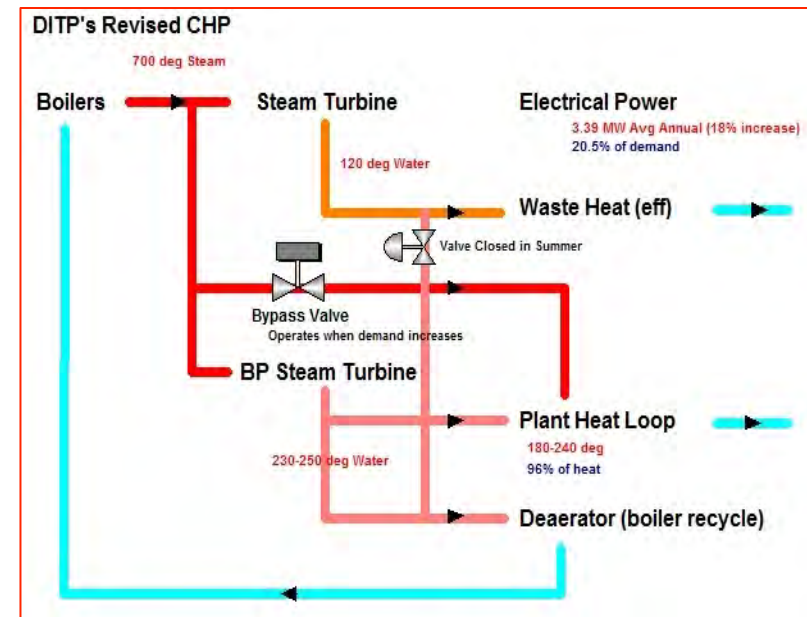 DITP's Revised CHP
700 deg Steam
Boilers
Steam Turbine
Electrical Power
3.39 MW Avg Annual (18% increase)
20.5% of demand
120 deg Water
Waste Heat (eff)
Valve Closed in Summer
Bypass Valve
Operates when demand increases
BP Steam Turbine
Plant Heat Loop
180-240 deg
96% of heat
230-250 deg Water
Deaerator (boiler recycle)